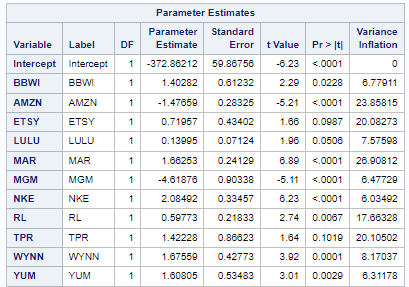 Parameter Estimates
Variable Label DF Parameter Estimate Standard Error t Value Pr > |t| Variance Inflation
Intercept Intercept 1 -372.86212 59.86756 -6.23 <.0001 0
BBWI BBWI 1 1.40282 0.61232 2.29 0.0228 6.77911
AMZN AMZN 1 -1.47659 0.28325 -5.21 <.0001 23.85815
ETSY ETSY 1 0.71957 0.43402 1.66 0.0987 20.08273
LULU LULU 1 0.13995 0.07124 1.96 0.0506 7.57598
MAR MAR 1 1.66253 0.24129 6.89 <.0001 26.90812
MGM MGM 1 -4.61876 0.90338 -5.11 <.0001 6.47729
NKE NKE 1 2.08492 0.33457 6.23 <.0001 6.03492
RL RL 1 0.59773 0.21833 2.74 0.0067 17.66328
TPR TPR 1 1.42228 0.86623 1.64 0.1019 20.10502
WYNN WYNN 1 1.67559 0.42773 3.92 0.0001 8.17037
YUM YUM 1 1.60805 0.53483 3.01 0.0029 6.31178